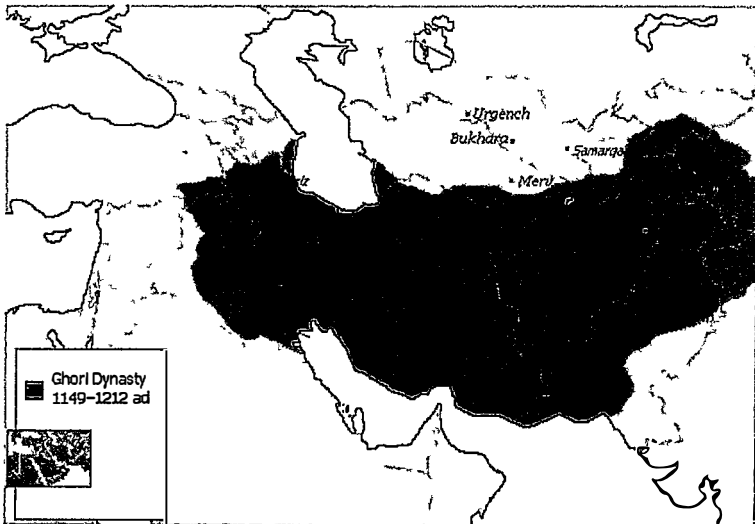 Urgench
Bukhara
Samarqa
Merv
Ghori Dynasty
1149-1212 ad